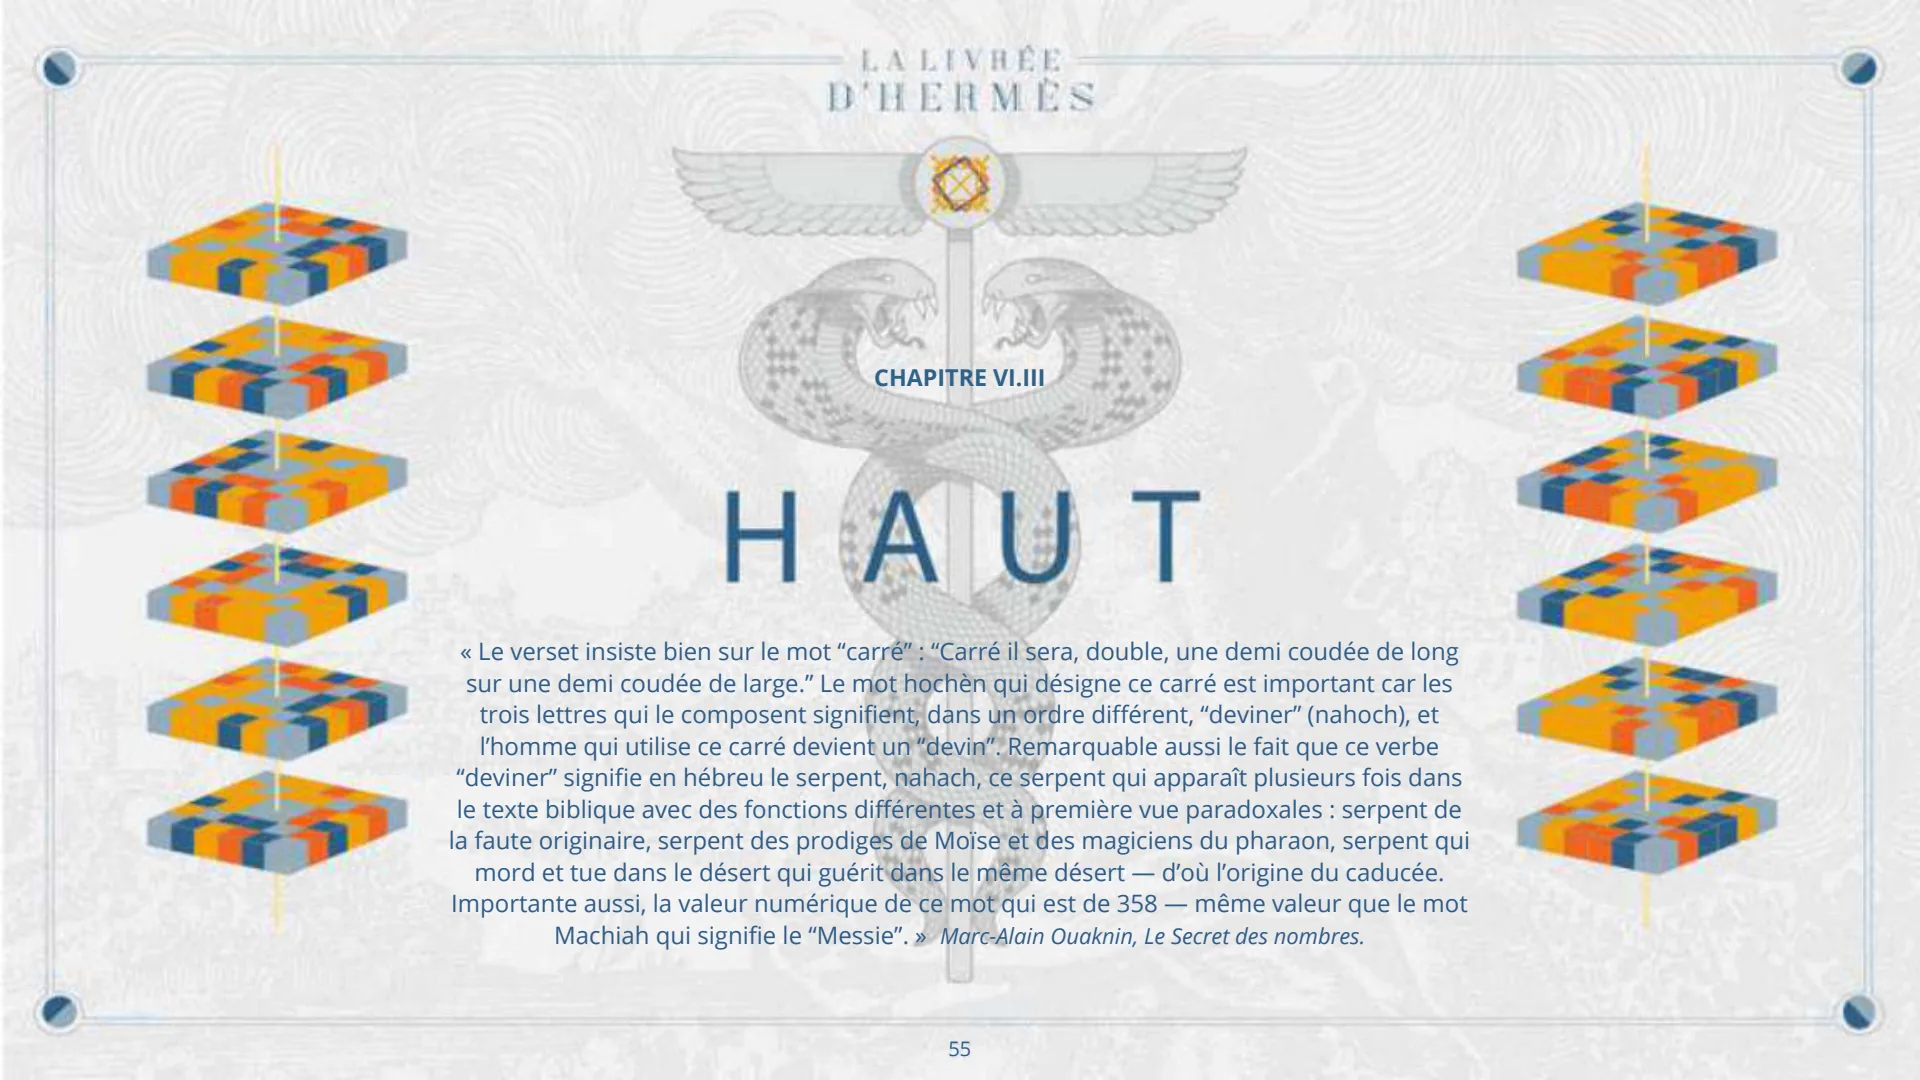 LA LIVRÉE
D'HERMÈS
CHAPITRE VI.III
HAUT
« Le verset insiste bien sur le mot “carré” : “Carré il sera, double, une demi coudée de long
sur une demi coudée de large.” Le mot hochèn qui désigne ce carré est important car les
trois lettres qui le composent signifient, dans un ordre différent, “deviner” (nahoch), et
l’homme qui utilise ce carré devient un “devin”. Remarquable aussi le fait que ce verbe
“deviner” signifie en hébreu le serpent, nahach, ce serpent qui apparaît plusieurs fois dans
le texte biblique avec des fonctions différentes et à première vue paradoxales : serpent de
la faute originaire, serpent des prodiges de Moïse et des magiciens du pharaon, serpent qui
mord et tue dans le désert qui guérit dans le même désert — d’où l’origine du caducée.
Importante aussi, la valeur numérique de ce mot qui est de 358 — même valeur que le mot
Machiah qui signifie le “Messie”. » Marc-Alain Ouaknin, Le Secret des nombres.
55